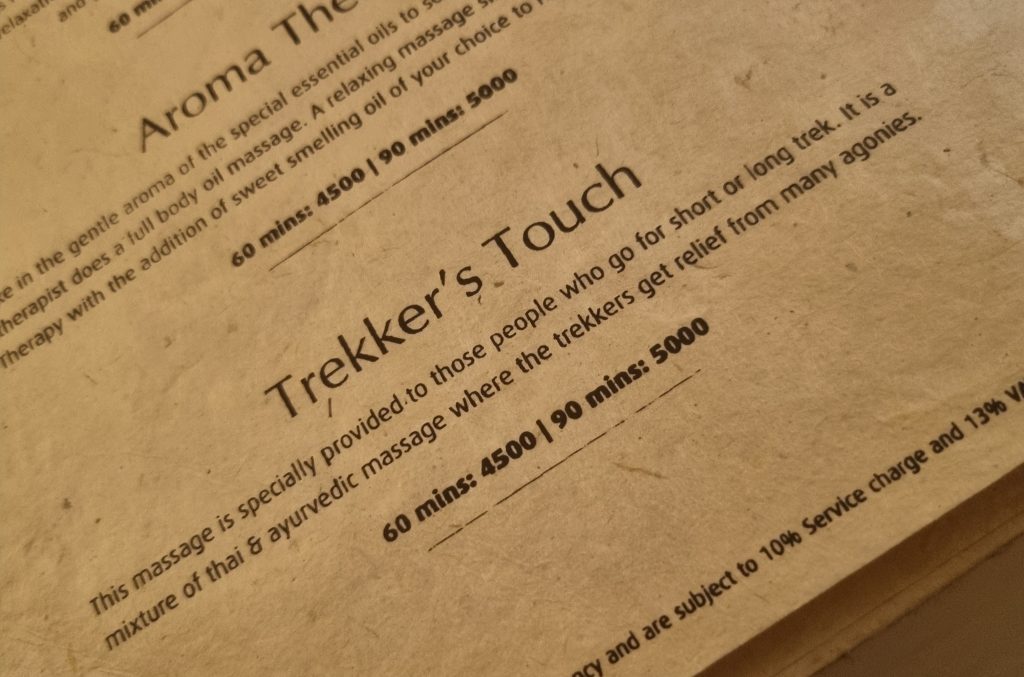 and
60 m
Aroma The
in the gentle aroma of the special essential oils to
therapist does a full body oil massage. A relaxing massage
Therapy with the addition of sweet smelling oil of your choice to
60 mins: 4500 | 90 mins: 5000
Trekker's Touch
This massage is specially provided to those people who go for short or long trek. It is a
mixture of thai & ayurvedic massage where the trekkers get relief from many agonies.
60 mins: 4500 | 90 mins: 5000
and are subject to 10% Service charge and 13%